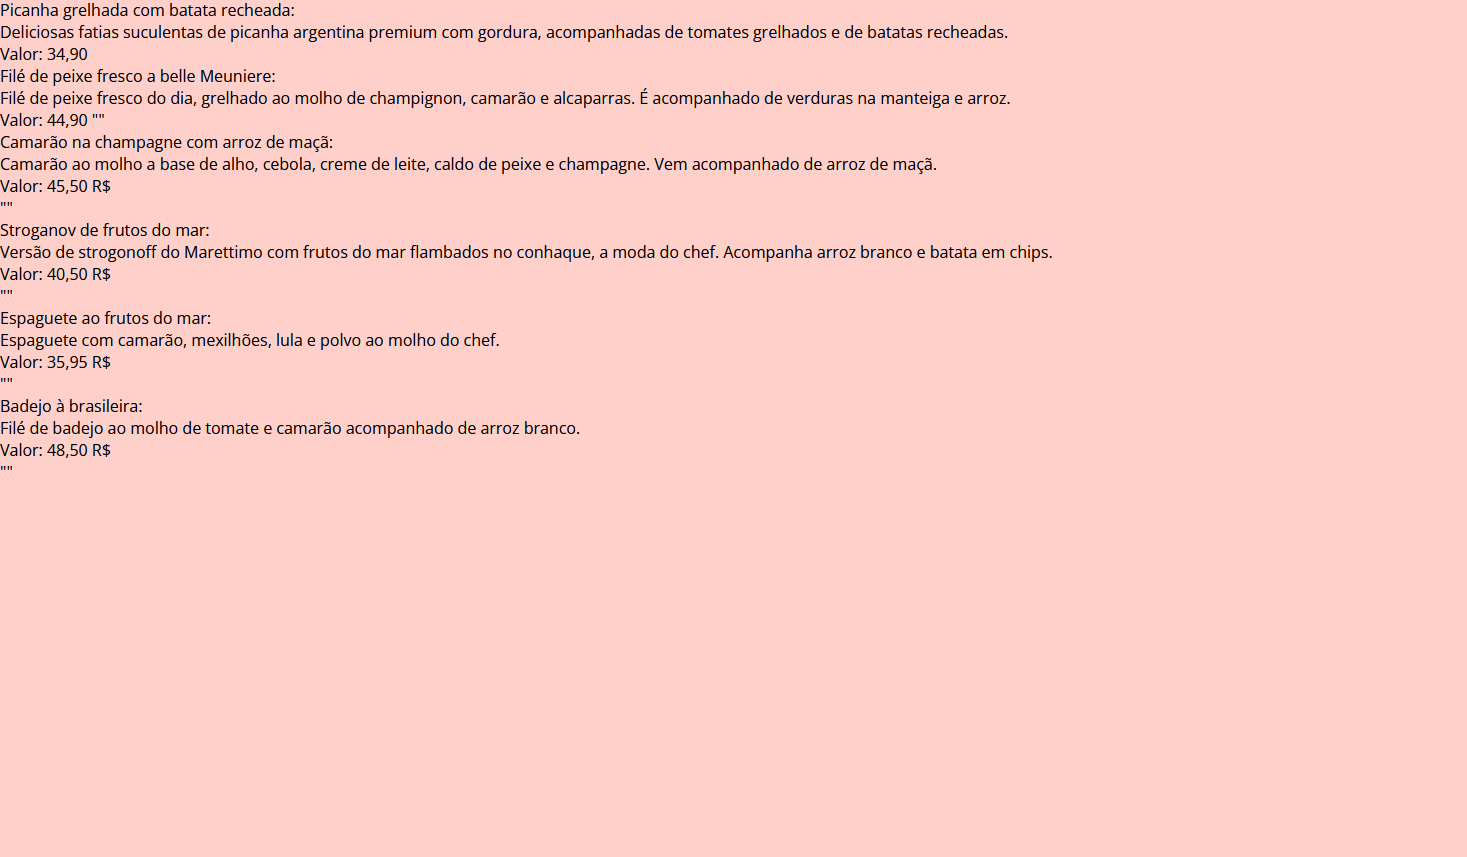 Picanha grelhada com batata recheada:
Deliciosas fatias suculentas de picanha argentina premium com gordura, acompanhadas de tomates grelhados e de batatas recheadas.
Valor: 34,90
Filé de peixe fresco a belle Meuniere:
Filé de peixe fresco do dia, grelhado ao molho de champignon, camarão e alcaparras. É acompanhado de verduras na manteiga e arroz.
Valor: 44,90 ""
Camarão na champagne com arroz de maçã:
Camarão ao molho a base de alho, cebola, creme de leite, caldo de peixe e champagne. Vem acompanhado de arroz de maçã.
Valor: 45,50 R$
""
Stroganov de frutos do mar:
Versão de strogonoff do Marettimo com frutos do mar flambados no conhaque, a moda do chef. Acompanha arroz branco e batata em chips.
Valor: 40,50 R$
""
Espaguete ao frutos do mar:
Espaguete com camarão, mexilhões, lula e polvo ao molho do chef.
Valor: 35,95 R$
""
Badejo à brasileira:
Filé de badejo ao molho de tomate e camarão acompanhado de arroz branco.
Valor: 48,50 R$
""